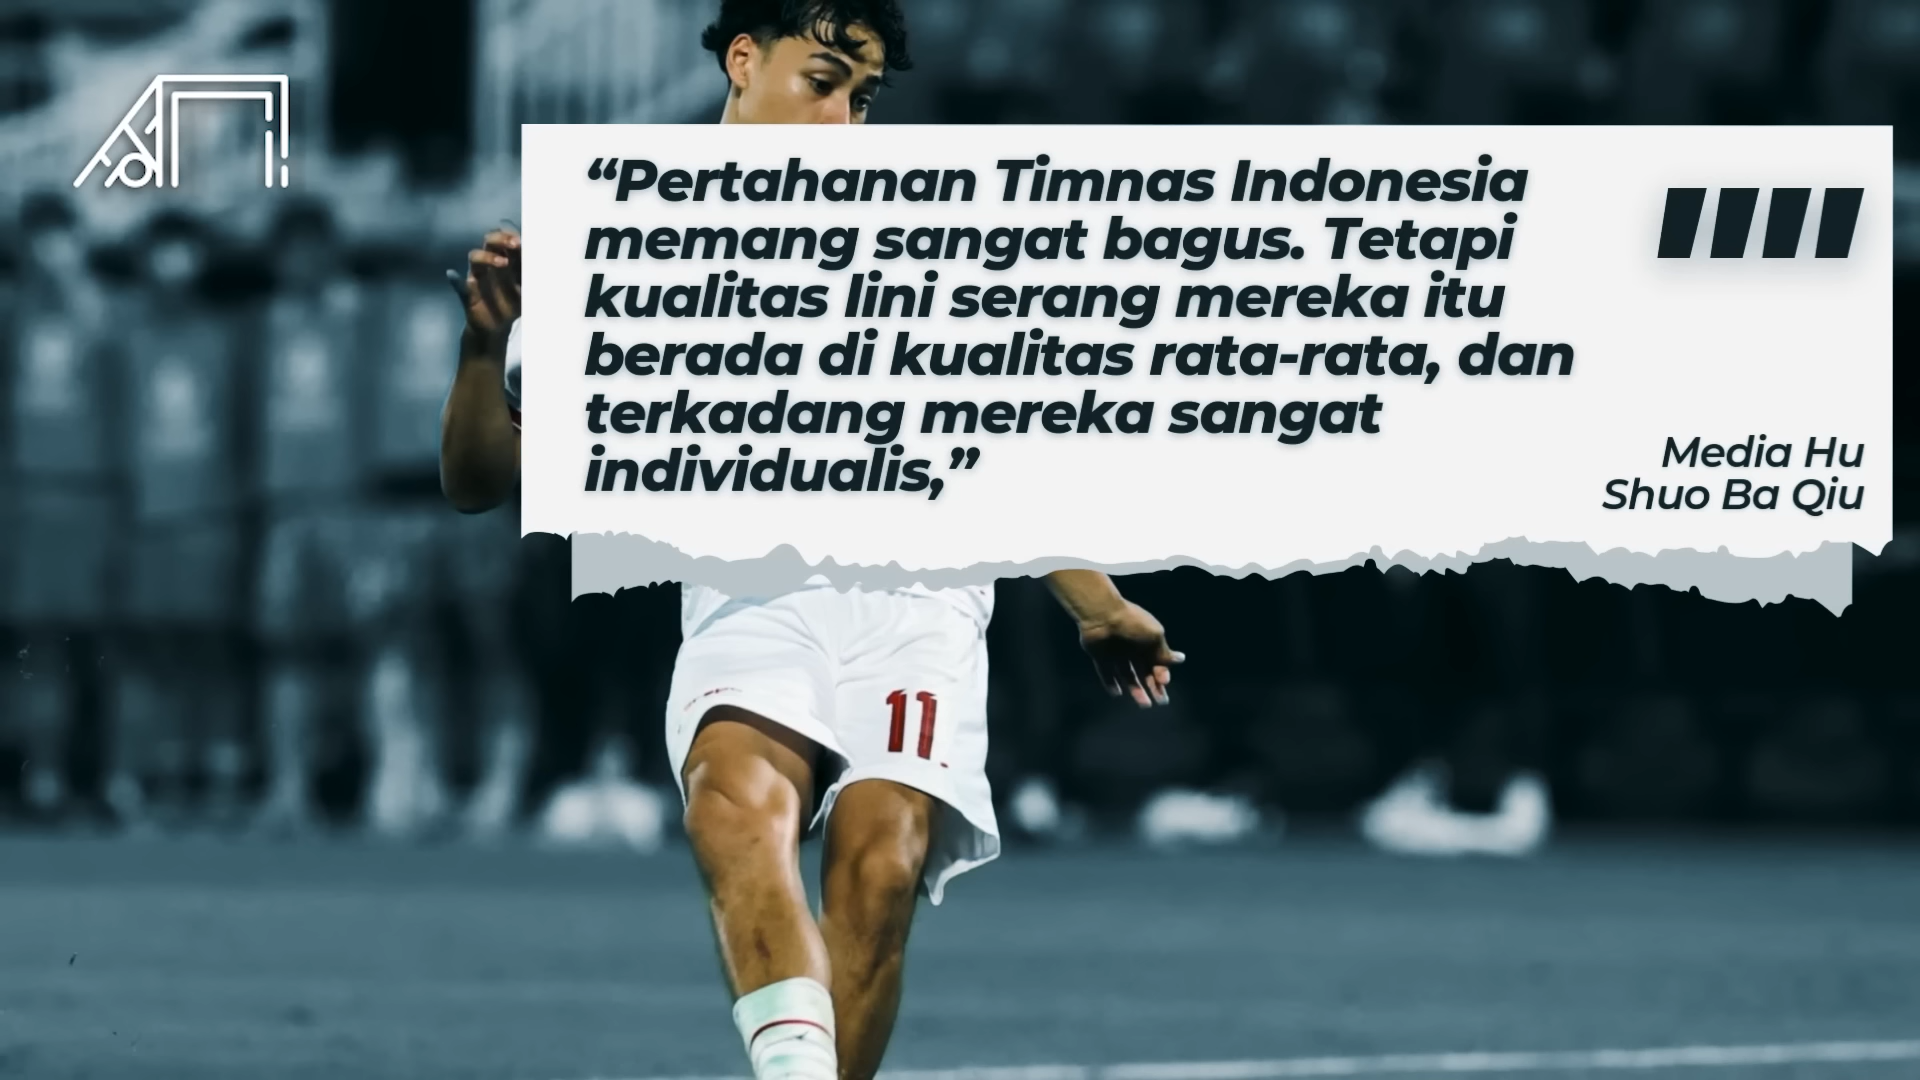 “Pertahanan Timnas Indonesia
memang sangat bagus. Tetapi
kualitas lini serang mereka itu
berada di kualitas rata-rata, dan
terkadang mereka sangat
individualis,”
Media Hu
Shuo Ba Qiu
11